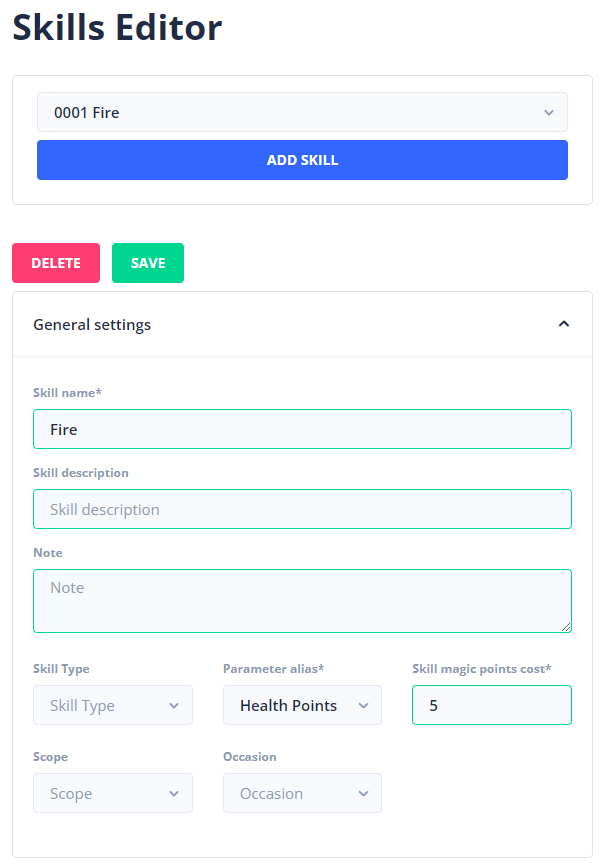 Skills Editor
0001 Fire
ADD SKILL
DELETE SAVE
General settings
Skill name*
Fire
Skill description
Skill description
Note
Note
Skill Type Parameter alias* Skill magic points cost*
Skill Type Health Points 5
Scope Occasion
Scope Occasion